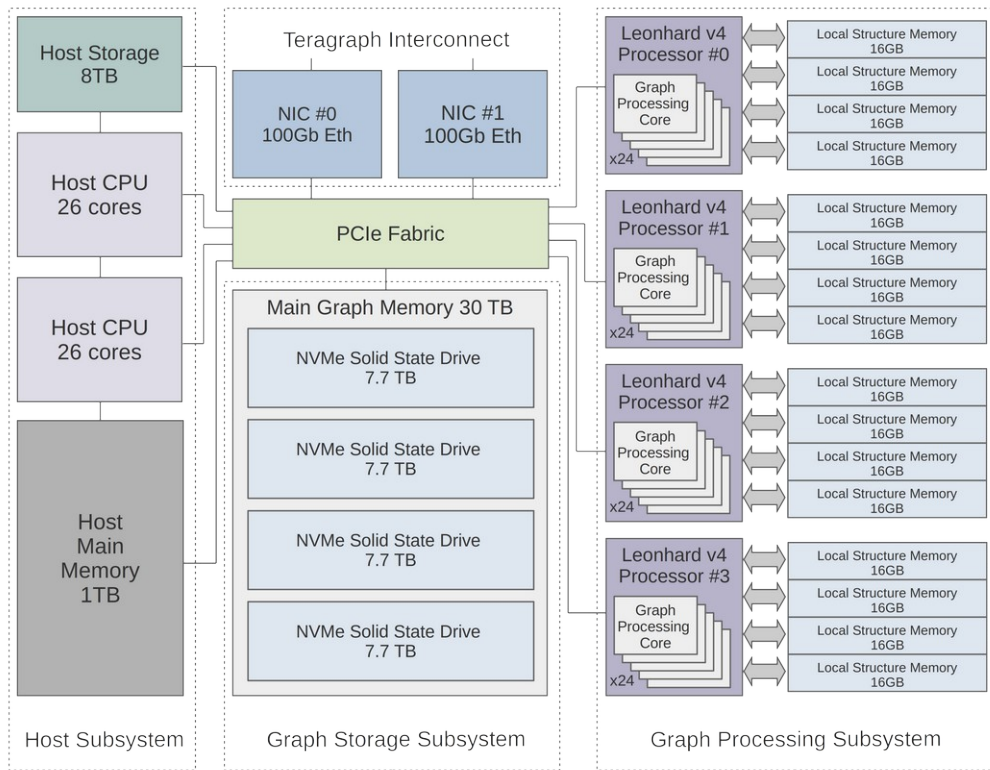 Host Storage
8TB
Host CPU
26 cores
Host CPU
26 cores
Host
Main
Memory
1TB
Host Subsystem
Teragraph Interconnect
NIC #0
100Gb Eth
NIC #1
100Gb Eth
PCIe Fabric
Main Graph Memory 30 TB
NVMe Solid State Drive
7.7 TB
NVMe Solid State Drive
7.7 TB
NVMe Solid State Drive
7.7 TB
NVMe Solid State Drive
7.7 TB
Graph Storage Subsystem
Leonhard v4
Processor #0
Graph
Processing
Core
x24
Local Structure Memory
16GB
Local Structure Memory
16GB
Local Structure Memory
16GB
Local Structure Memory
16GB
Leonhard v4
Processor #1
Graph
Processing
Core
x24
Local Structure Memory
16GB
Local Structure Memory
16GB
Local Structure Memory
16GB
Local Structure Memory
16GB
Leonhard v4
Processor #2
Graph
Processing
Core
x24
Local Structure Memory
16GB
Local Structure Memory
16GB
Local Structure Memory
16GB
Local Structure Memory
16GB
Leonhard v4
Processor #3
Graph
Processing
Core
x24
Local Structure Memory
16GB
Local Structure Memory
16GB
Local Structure Memory
16GB
Local Structure Memory
16GB
Graph Processing Subsystem